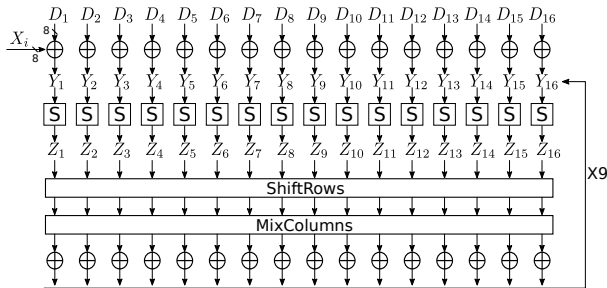 D1 D2 D3 D4 D5 D6 D7 D8 D9 D10 D11 D12 D13 D14 D15 D16
8
Xi
8
Y1 Y2 Y3 Y4 Y5 Y6 Y7 Y8 Y9 Y10 Y11 Y12 Y13 Y14 Y15 Y16
S S S S S S S S S S S S S S S S
Z1 Z2 Z3 Z4 Z5 Z6 Z7 Z8 Z9 Z10 Z11 Z12 Z13 Z14 Z15 Z16
X9
ShiftRows
MixColumns